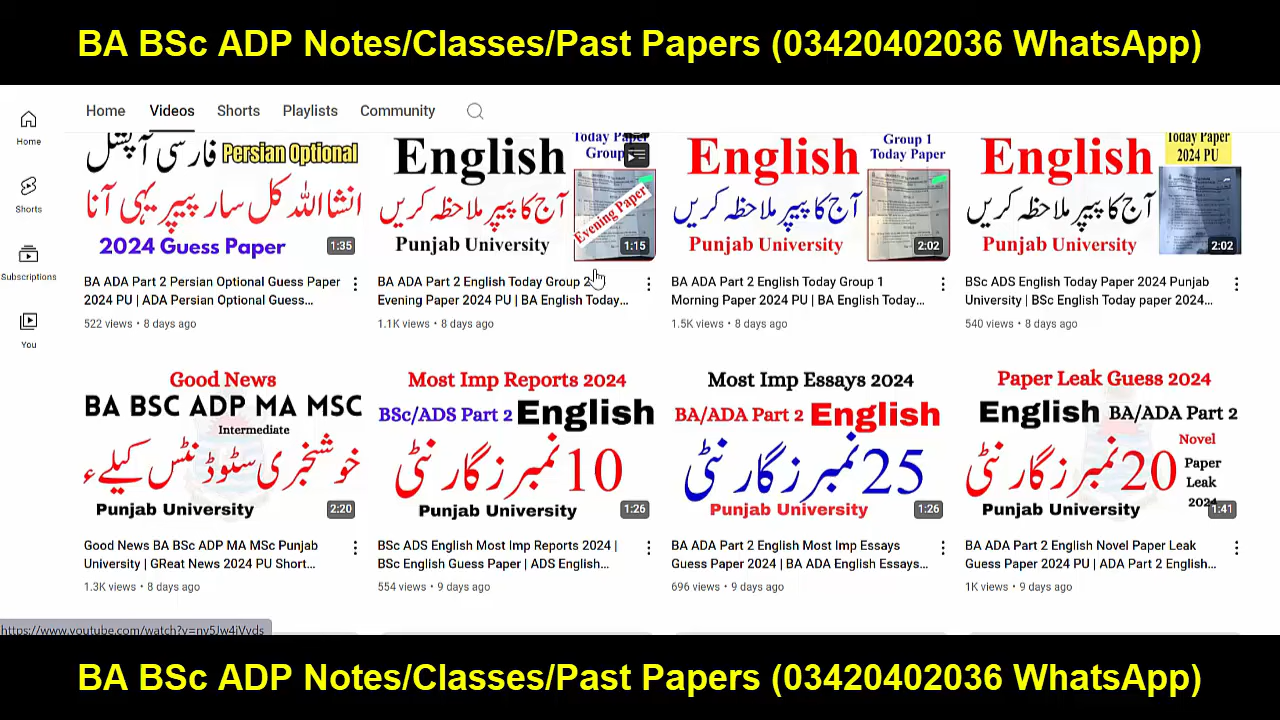 BA BSc ADP Notes/Classes/Past Papers (03420402036 WhatsApp)
Home Videos Shorts Playlists Community
Home
Shorts
Subscriptions
You
فارسی آپشنل Persian Optional
انشااللہ کل سارا پیپر یہی آنا
2024 Guess Paper
1:35
BA ADA Part 2 Persian Optional Guess Paper
2024 PU | ADA Persian Optional Guess...
522 views • 8 days ago
Today Paper
Group
English
آج کا پیپر ملاحظہ کریں
Evening Paper
Punjab University
1:15
BA ADA Part 2 English Today Group 2
Evening Paper 2024 PU | BA English Today...
1.1K views • 8 days ago
Group 1
Today Paper
English
آج کا پیپر ملاحظہ کریں
Punjab University
2:02
BA ADA Part 2 English Today Group 1
Morning Paper 2024 PU | BA English Today...
1.5K views • 8 days ago
Today Paper
2024 PU
English
آج کا پیپر ملاحظہ کریں
Punjab University
2:02
BSc ADS English Today Paper 2024 Punjab
University | BSc English Today paper 2024...
540 views • 8 days ago
Good News
BA BSC ADP MA MSC
Intermediate
خوشخبری سٹوڈنٹس کیلۓ
Punjab University
2:20
Good News BA BSc ADP MA MSc Punjab
University | GReat News 2024 PU Short...
1.3K views • 8 days ago
Most Imp Reports 2024
BSc/ADS Part 2 English
10 نمبرز گارنٹی
Punjab University
1:26
BSc ADS English Most Imp Reports 2024 |
BSc English Guess Paper | ADS English...
554 views • 9 days ago
Most Imp Essays 2024
BA/ADA Part 2 English
25 نمبرز گارنٹی
Punjab University
1:26
BA ADA Part 2 English Most Imp Essays
Guess Paper 2024 | BA ADA English Essays...
696 views • 9 days ago
Paper Leak Guess 2024
English BA/ADA Part 2
20 نمبرز گارنٹی
Novel
Paper
Leak
2024
Punjab University
1:41
BA ADA Part 2 English Novel Paper Leak
Guess Paper 2024 PU | ADA Part 2 English...
1K views • 9 days ago
https://www.youtube.com/watch?v=nv5Jw4iVvds
BA BSc ADP Notes/Classes/Past Papers (03420402036 WhatsApp)